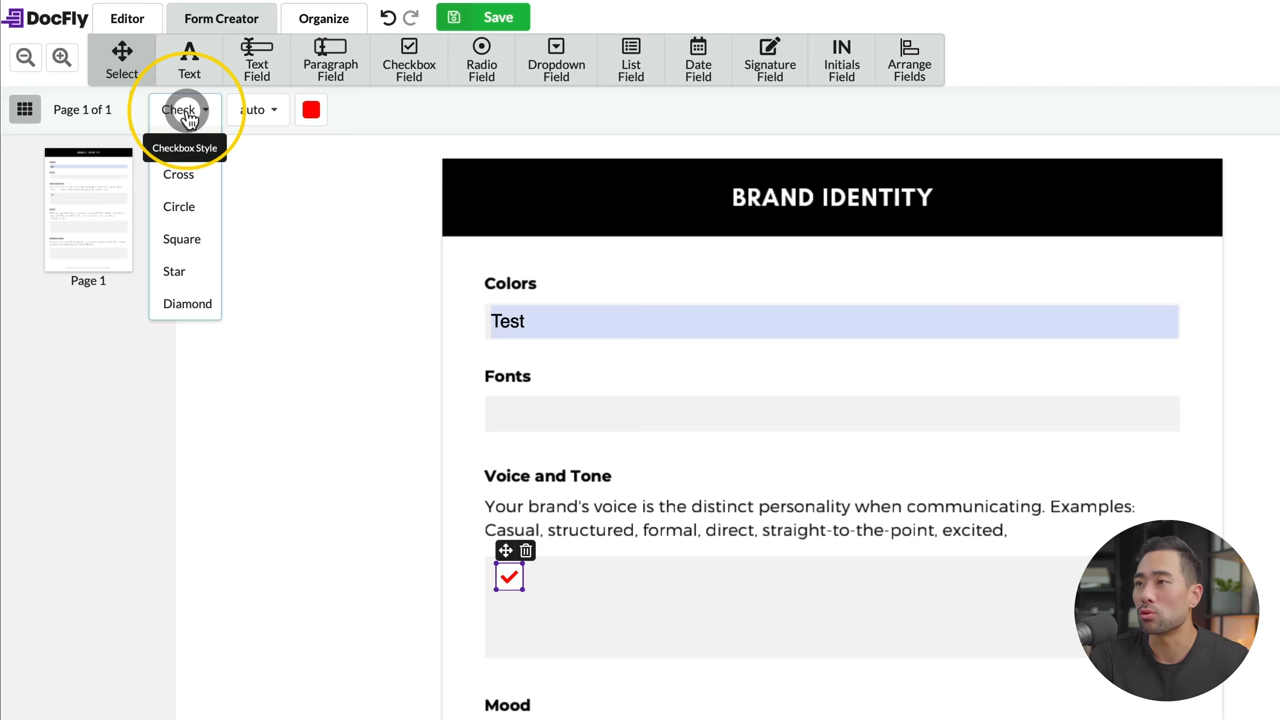 DocFly
Editor
Form Creator
Organize
Save
Select
Text
Text
Field
Paragraph
Field
Checkbox
Field
Radio
Field
Dropdown
Field
List
Field
Date
Field
Signature
Field
IN
Initials
Field
Arrange
Fields
Page 1 of 1
Check
auto
Checkbox Style
Cross
Circle
Square
Star
Diamond
Page 1
BRAND IDENTITY
Colors
Test
Fonts
Voice and Tone
Your brand's voice is the distinct personality when communicating. Examples:
Casual, structured, formal, direct, straight-to-the-point, excited,
Mood